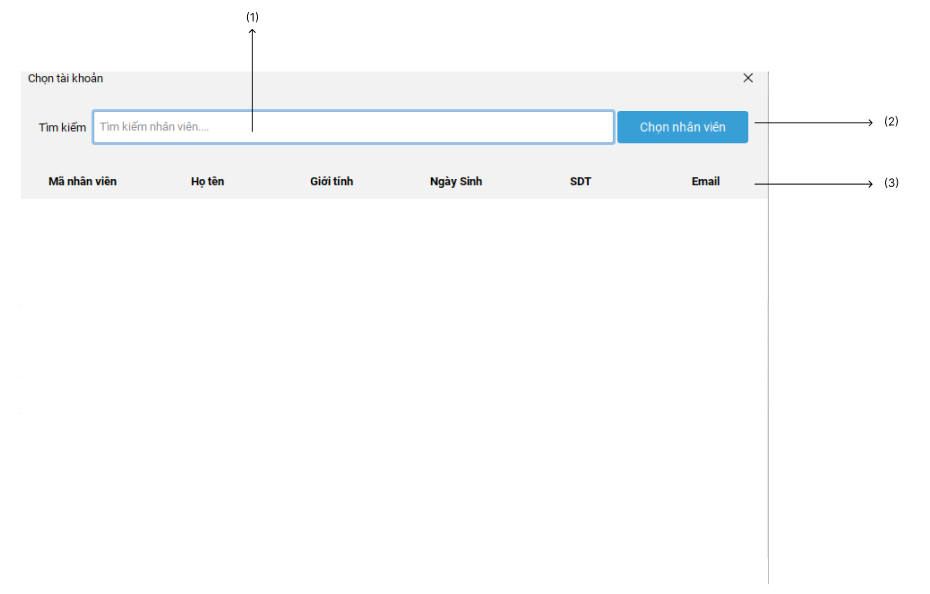 (1)
Chọn tài khoản
Tìm kiếm Tìm kiếm nhân viên.... Chọn nhân viên (2)
Mã nhân viên Họ tên Giới tính Ngày Sinh SDT Email (3)